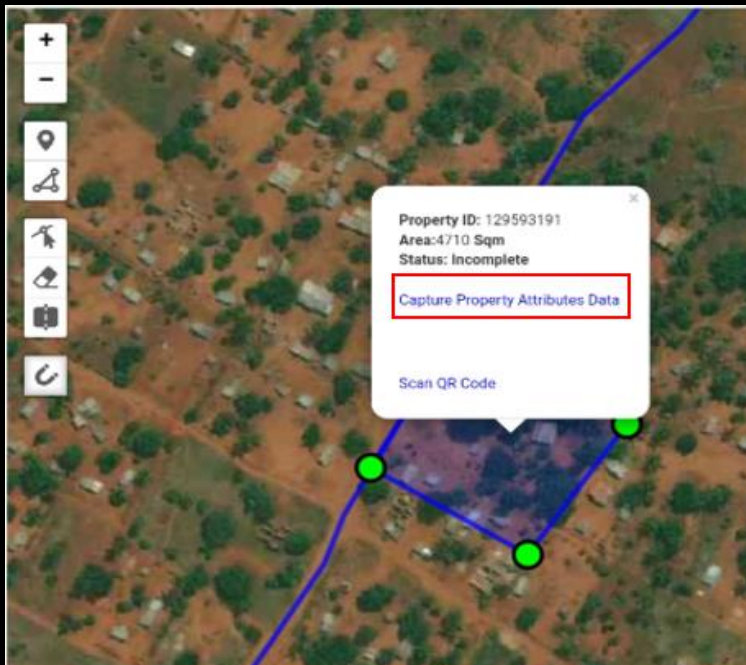 +
−
×
Property ID: 129593191
Area:4710 Sqm
Status: Incomplete
Capture Property Attributes Data
Scan QR Code